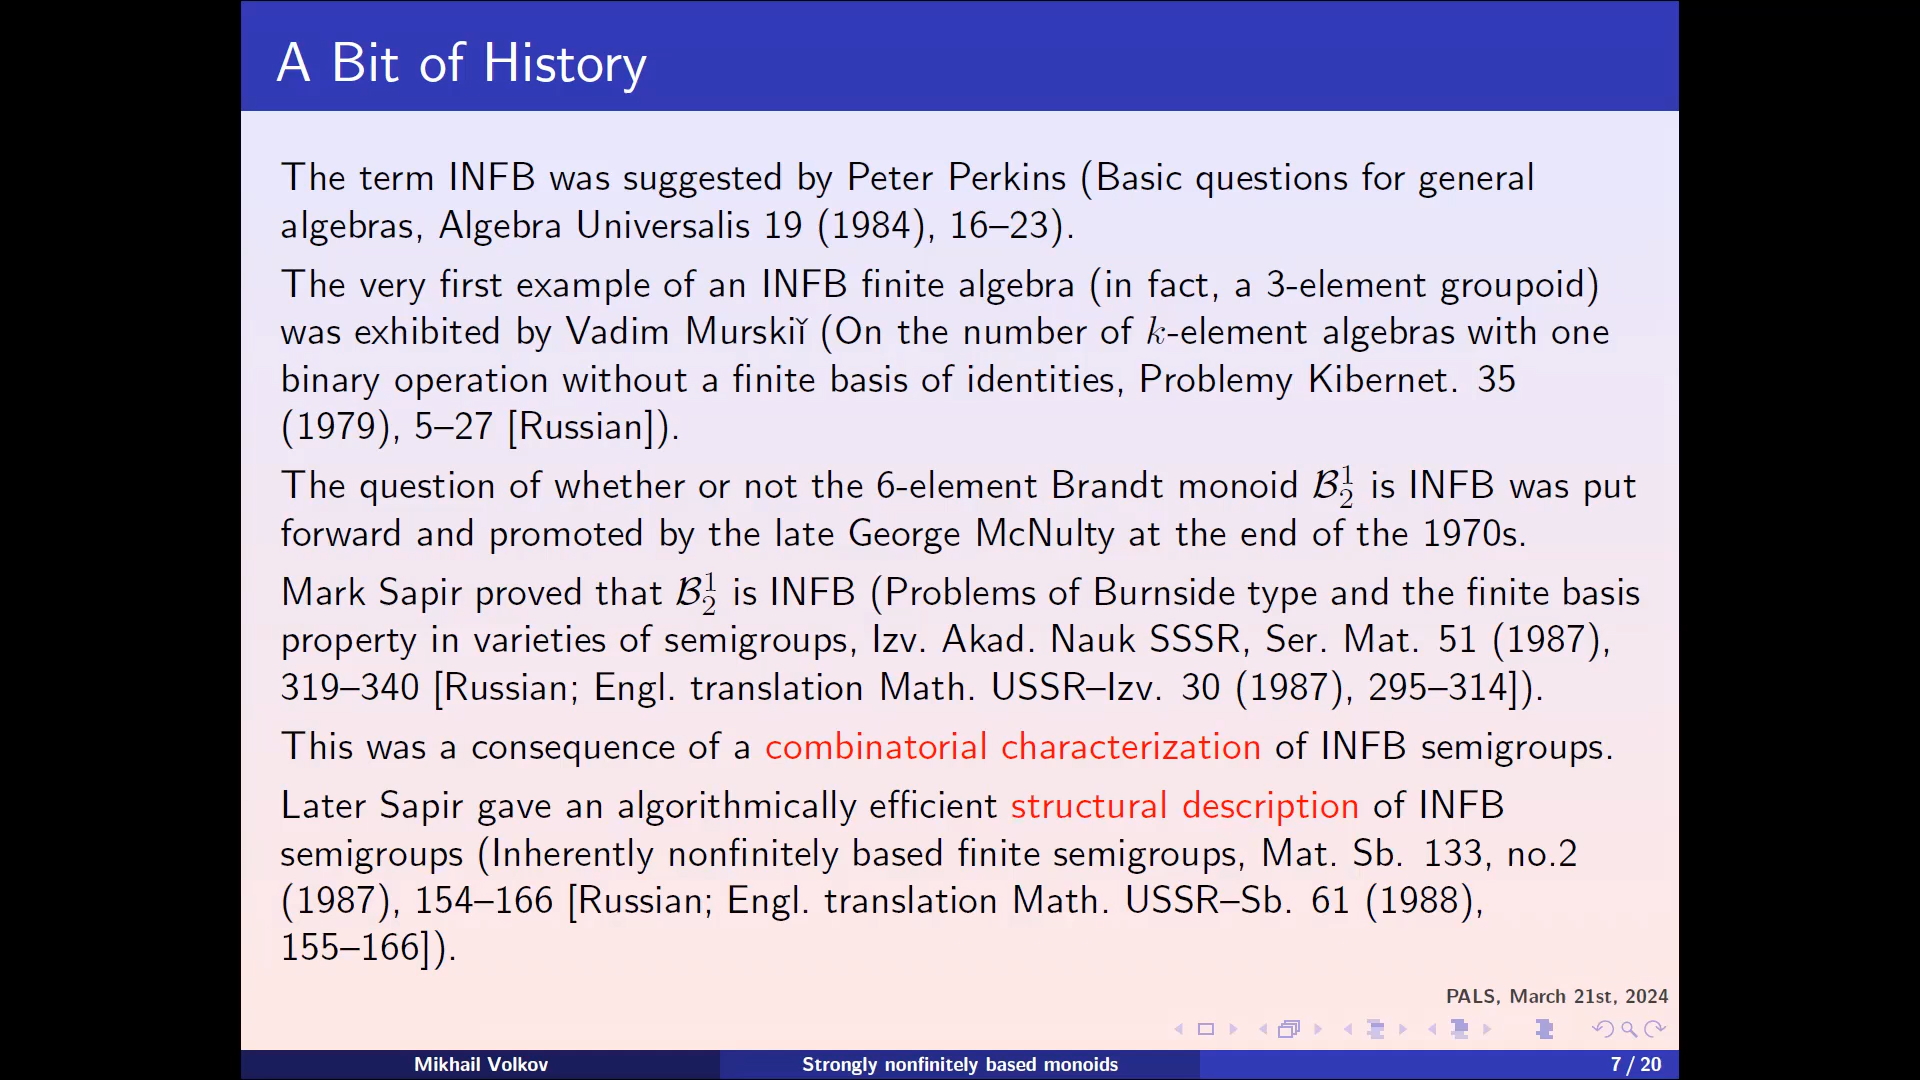 A Bit of History
The term INFB was suggested by Peter Perkins (Basic questions for general
algebras, Algebra Universalis 19 (1984), 16–23).
The very first example of an INFB finite algebra (in fact, a 3-element groupoid)
was exhibited by Vadim Murskiǐ (On the number of k-element algebras with one
binary operation without a finite basis of identities, Problemy Kibernet. 35
(1979), 5–27 [Russian]).
The question of whether or not the 6-element Brandt monoid ℬ₂¹ is INFB was put
forward and promoted by the late George McNulty at the end of the 1970s.
Mark Sapir proved that ℬ₂¹ is INFB (Problems of Burnside type and the finite basis
property in varieties of semigroups, Izv. Akad. Nauk SSSR, Ser. Mat. 51 (1987),
319–340 [Russian; Engl. translation Math. USSR–Izv. 30 (1987), 295–314]).
This was a consequence of a combinatorial characterization of INFB semigroups.
Later Sapir gave an algorithmically efficient structural description of INFB
semigroups (Inherently nonfinitely based finite semigroups, Mat. Sb. 133, no.2
(1987), 154–166 [Russian; Engl. translation Math. USSR–Sb. 61 (1988),
155–166]).
PALS, March 21st, 2024
Mikhail Volkov
Strongly nonfinitely based monoids
7 / 20